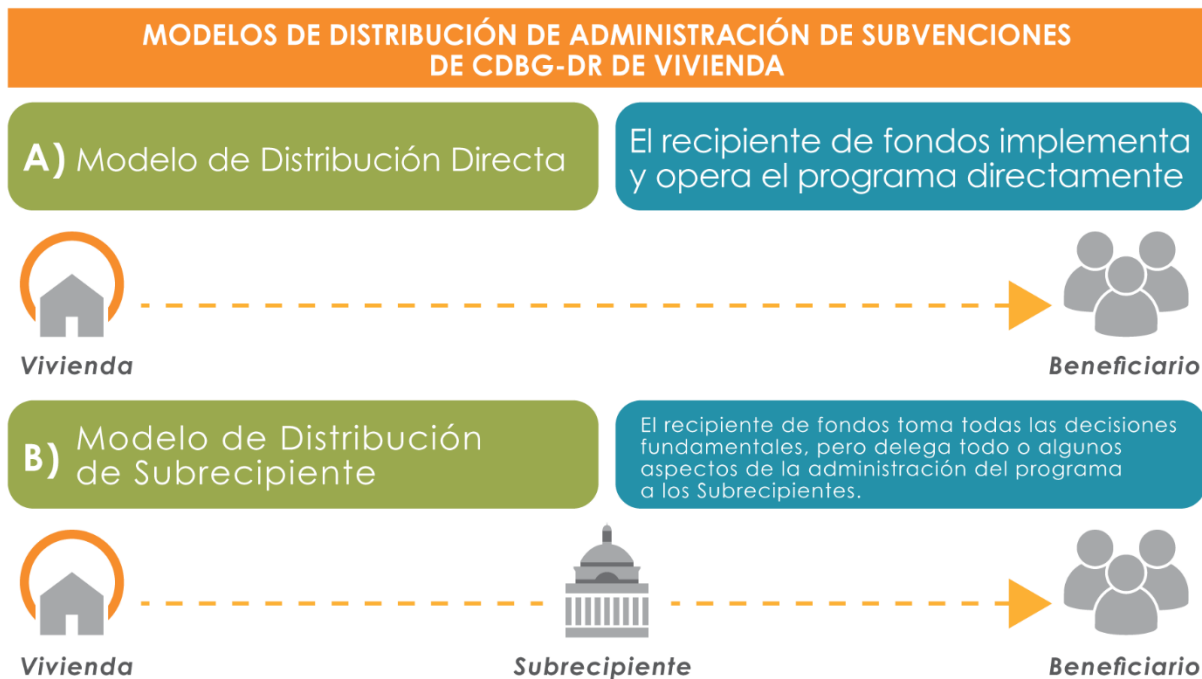 MODELOS DE DISTRIBUCIÓN DE ADMINISTRACIÓN DE SUBVENCIONES
DE CDBG-DR DE VIVIENDA
A) Modelo de Distribución Directa
El recipiente de fondos implementa
y opera el programa directamente
Vivienda
Beneficiario
B) Modelo de Distribución
de Subrecipiente
El recipiente de fondos toma todas las decisiones
fundamentales, pero delega todo o algunos
aspectos de la administración del programa
a los Subrecipientes.
Vivienda
Subrecipiente
Beneficiario